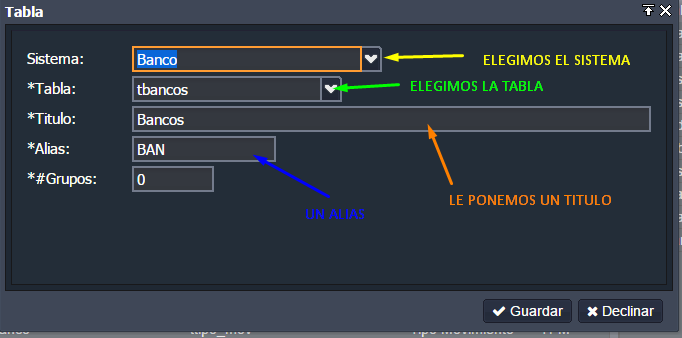 Tabla
Sistema: Banco ELEGIMOS EL SISTEMA
*Tabla: tbancos ELEGIMOS LA TABLA
*Titulo: Bancos
*Alias: BAN
*#Grupos: 0
LE PONEMOS UN TITULO
UN ALIAS
Guardar Declinar